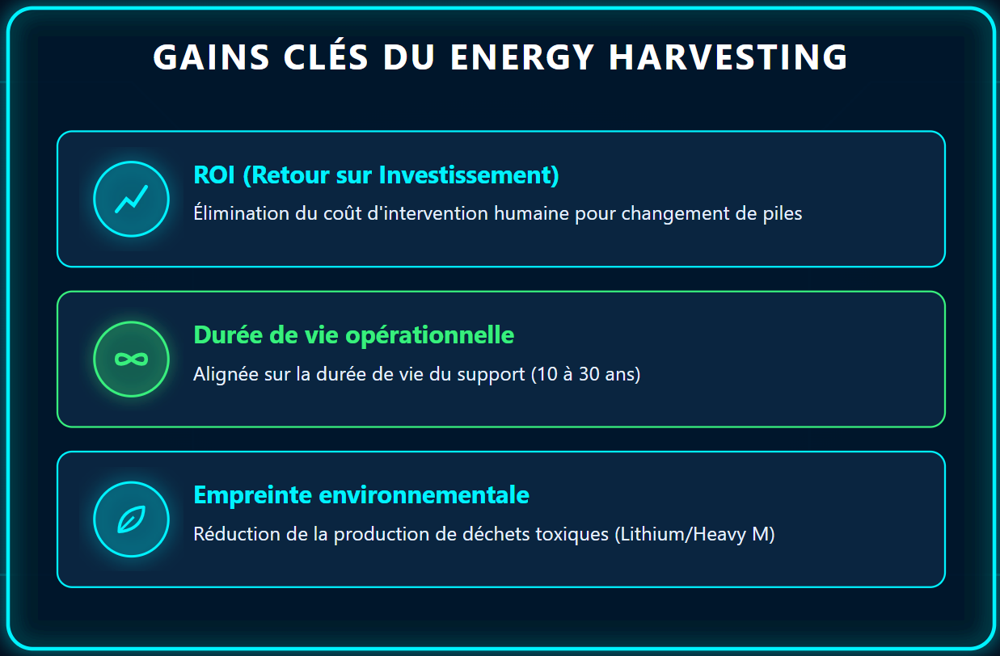 GAINS CLÉS DU ENERGY HARVESTING
ROI (Retour sur Investissement)
Élimination du coût d'intervention humaine pour changement de piles
Durée de vie opérationnelle
Alignée sur la durée de vie du support (10 à 30 ans)
Empreinte environnementale
Réduction de la production de déchets toxiques (Lithium/Heavy M)